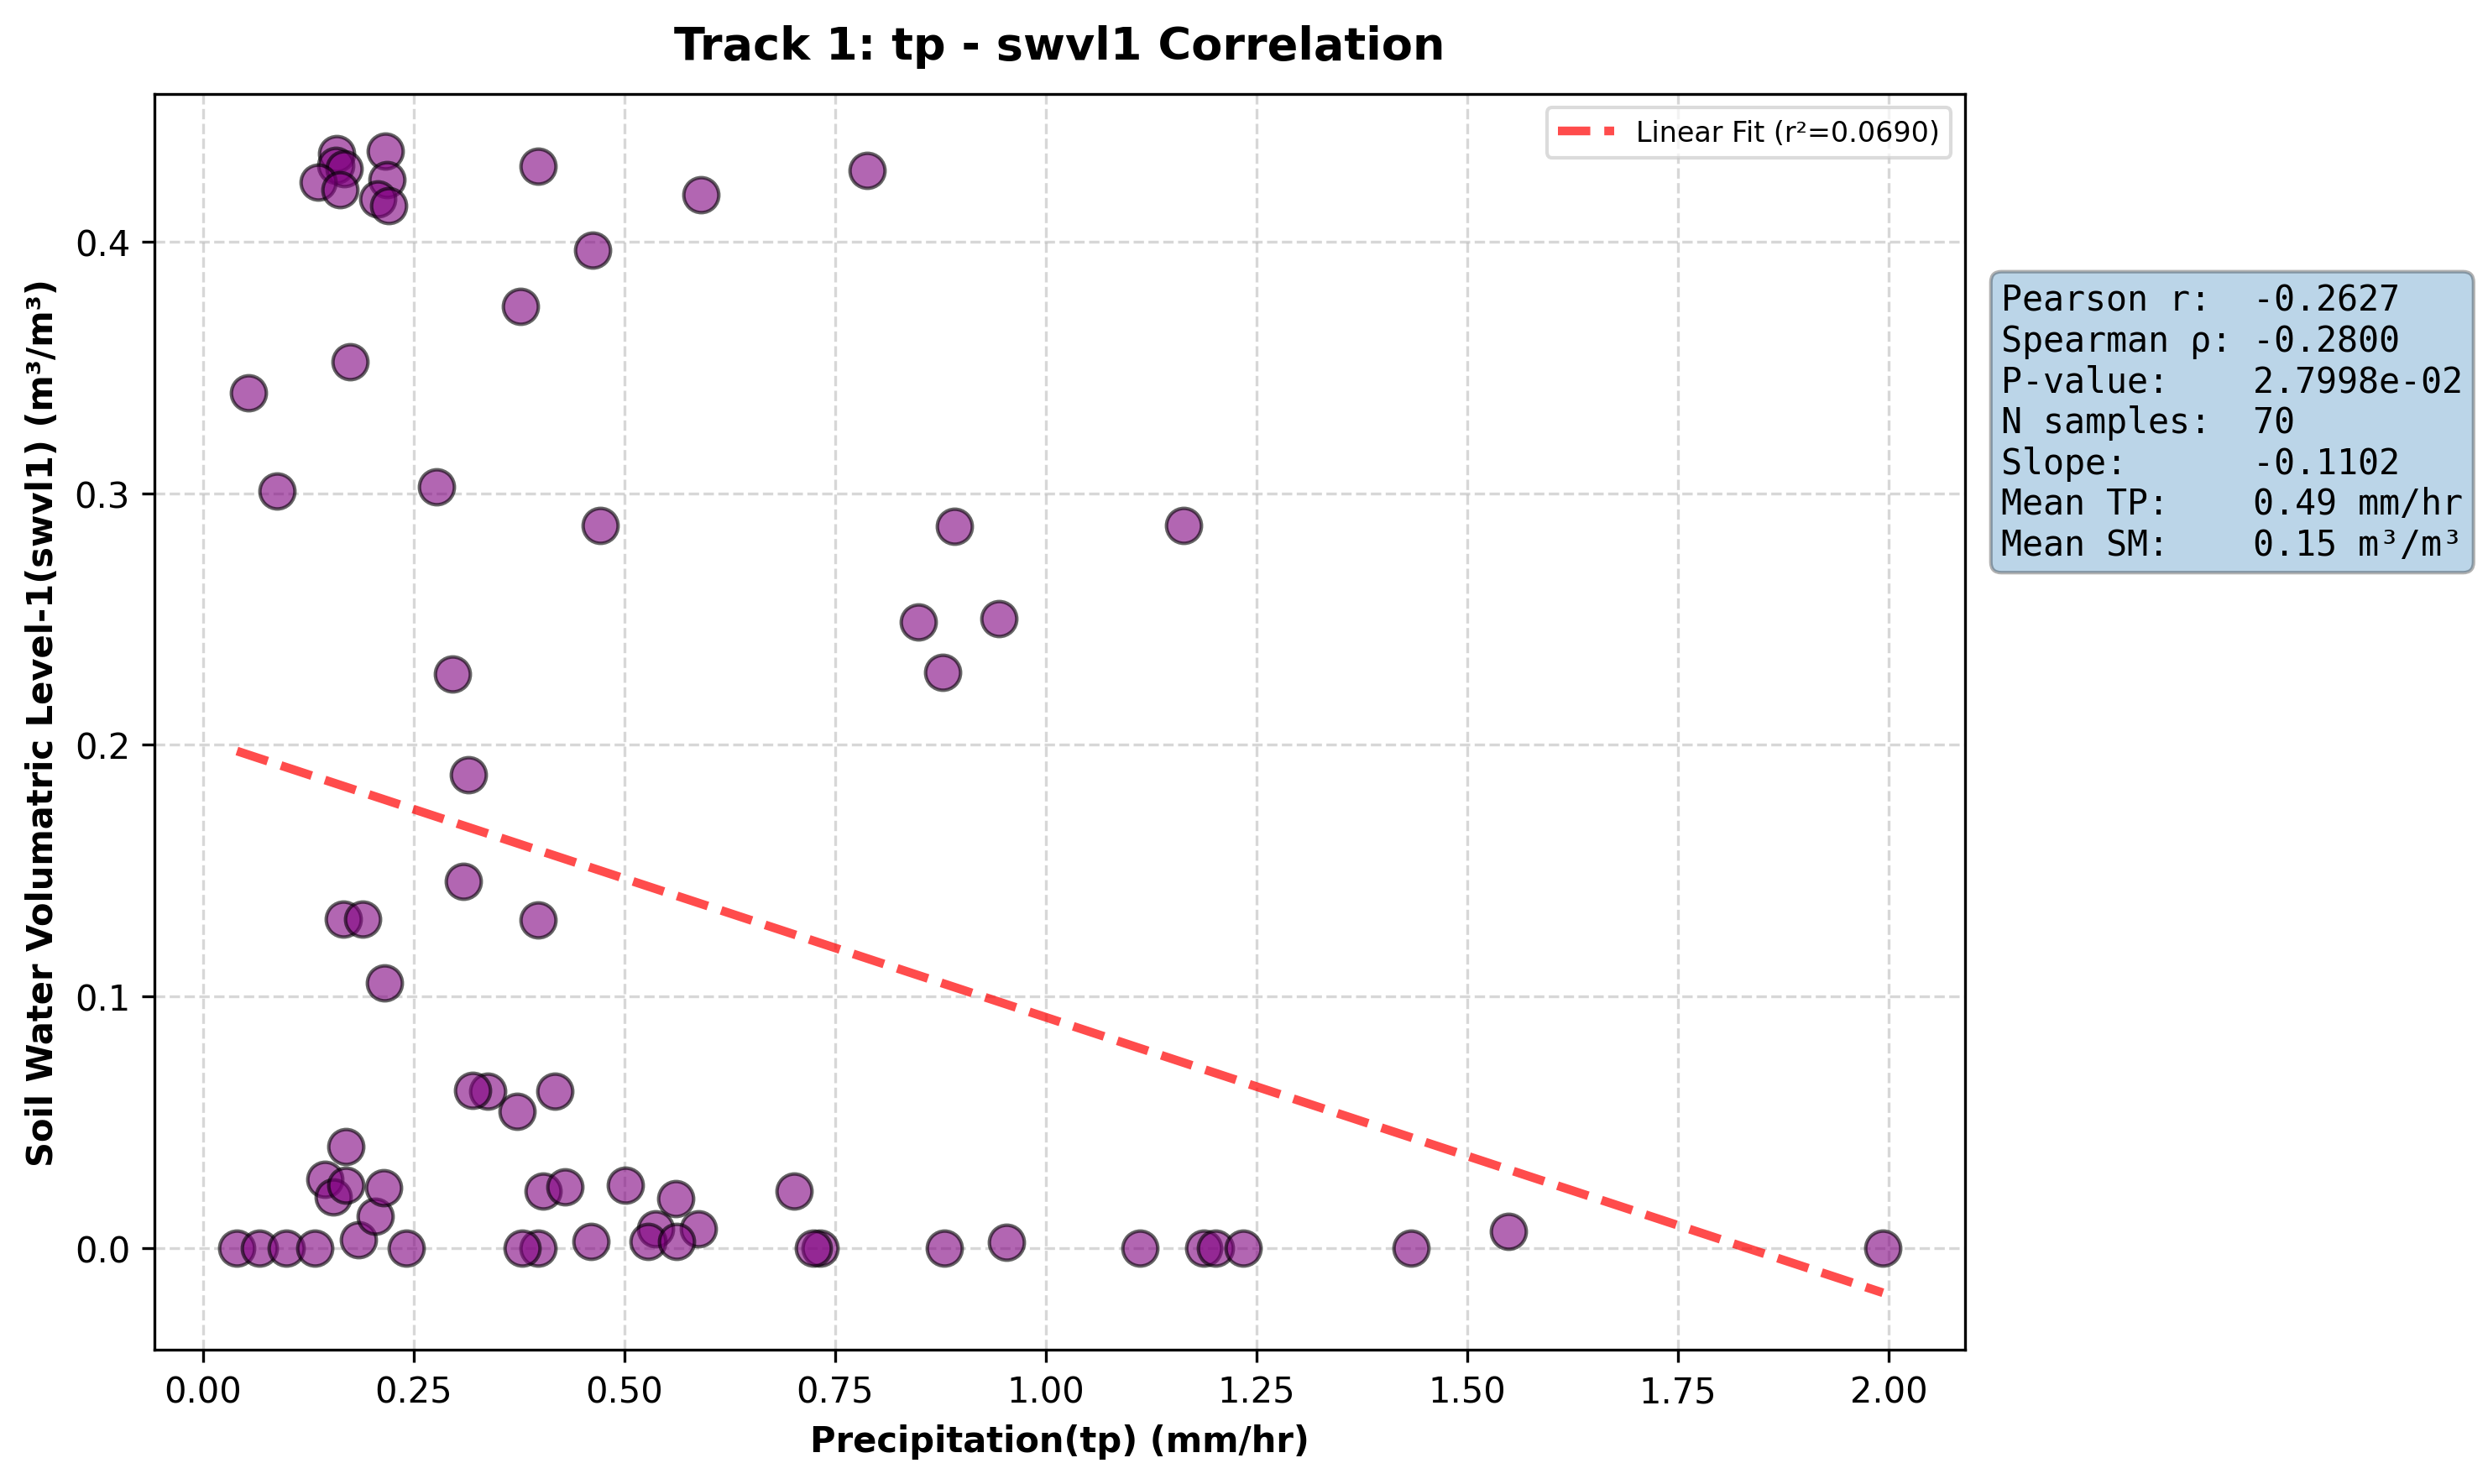 Track 1: tp - swvl1 Correlation
Linear Fit (r²=0.0690)
Pearson r: -0.2627
Spearman ρ: -0.2800
P-value: 2.7998e-02
N samples: 70
Slope: -0.1102
Mean TP: 0.49 mm/hr
Mean SM: 0.15 m³/m³
Soil Water Volumatric Level-1(swvl1) (m³/m³)
0.4
0.3
0.2
0.1
0.0
0.00 0.25 0.50 0.75 1.00 1.25 1.50 1.75 2.00
Precipitation(tp) (mm/hr)